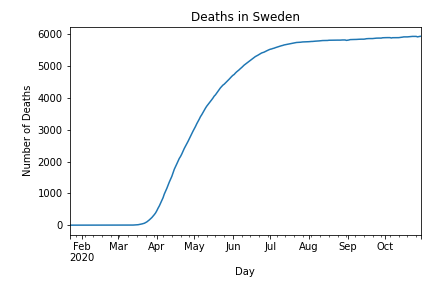 Deaths in Sweden
Number of Deaths
6000
5000
4000
3000
2000
1000
0
Feb Mar Apr May Jun Jul Aug Sep Oct
2020
Day